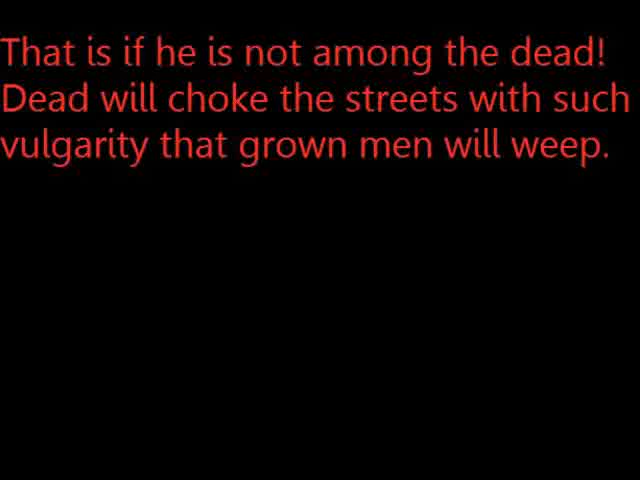 That is if he is not among the dead!
Dead will choke the streets with such
vulgarity that grown men will weep.